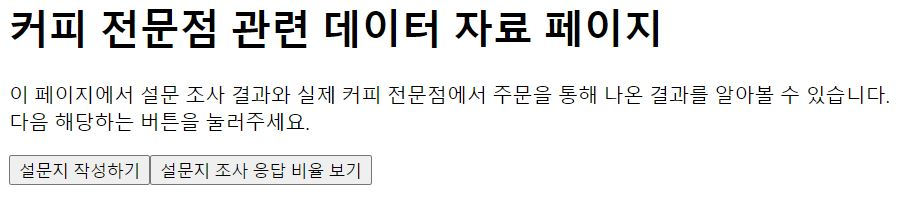 커피 전문점 관련 데이터 자료 페이지
이 페이지에서 설문 조사 결과와 실제 커피 전문점에서 주문을 통해 나온 결과를 알아볼 수 있습니다.
다음 해당하는 버튼을 눌러주세요.
설문지 작성하기 설문지 조사 응답 비율 보기